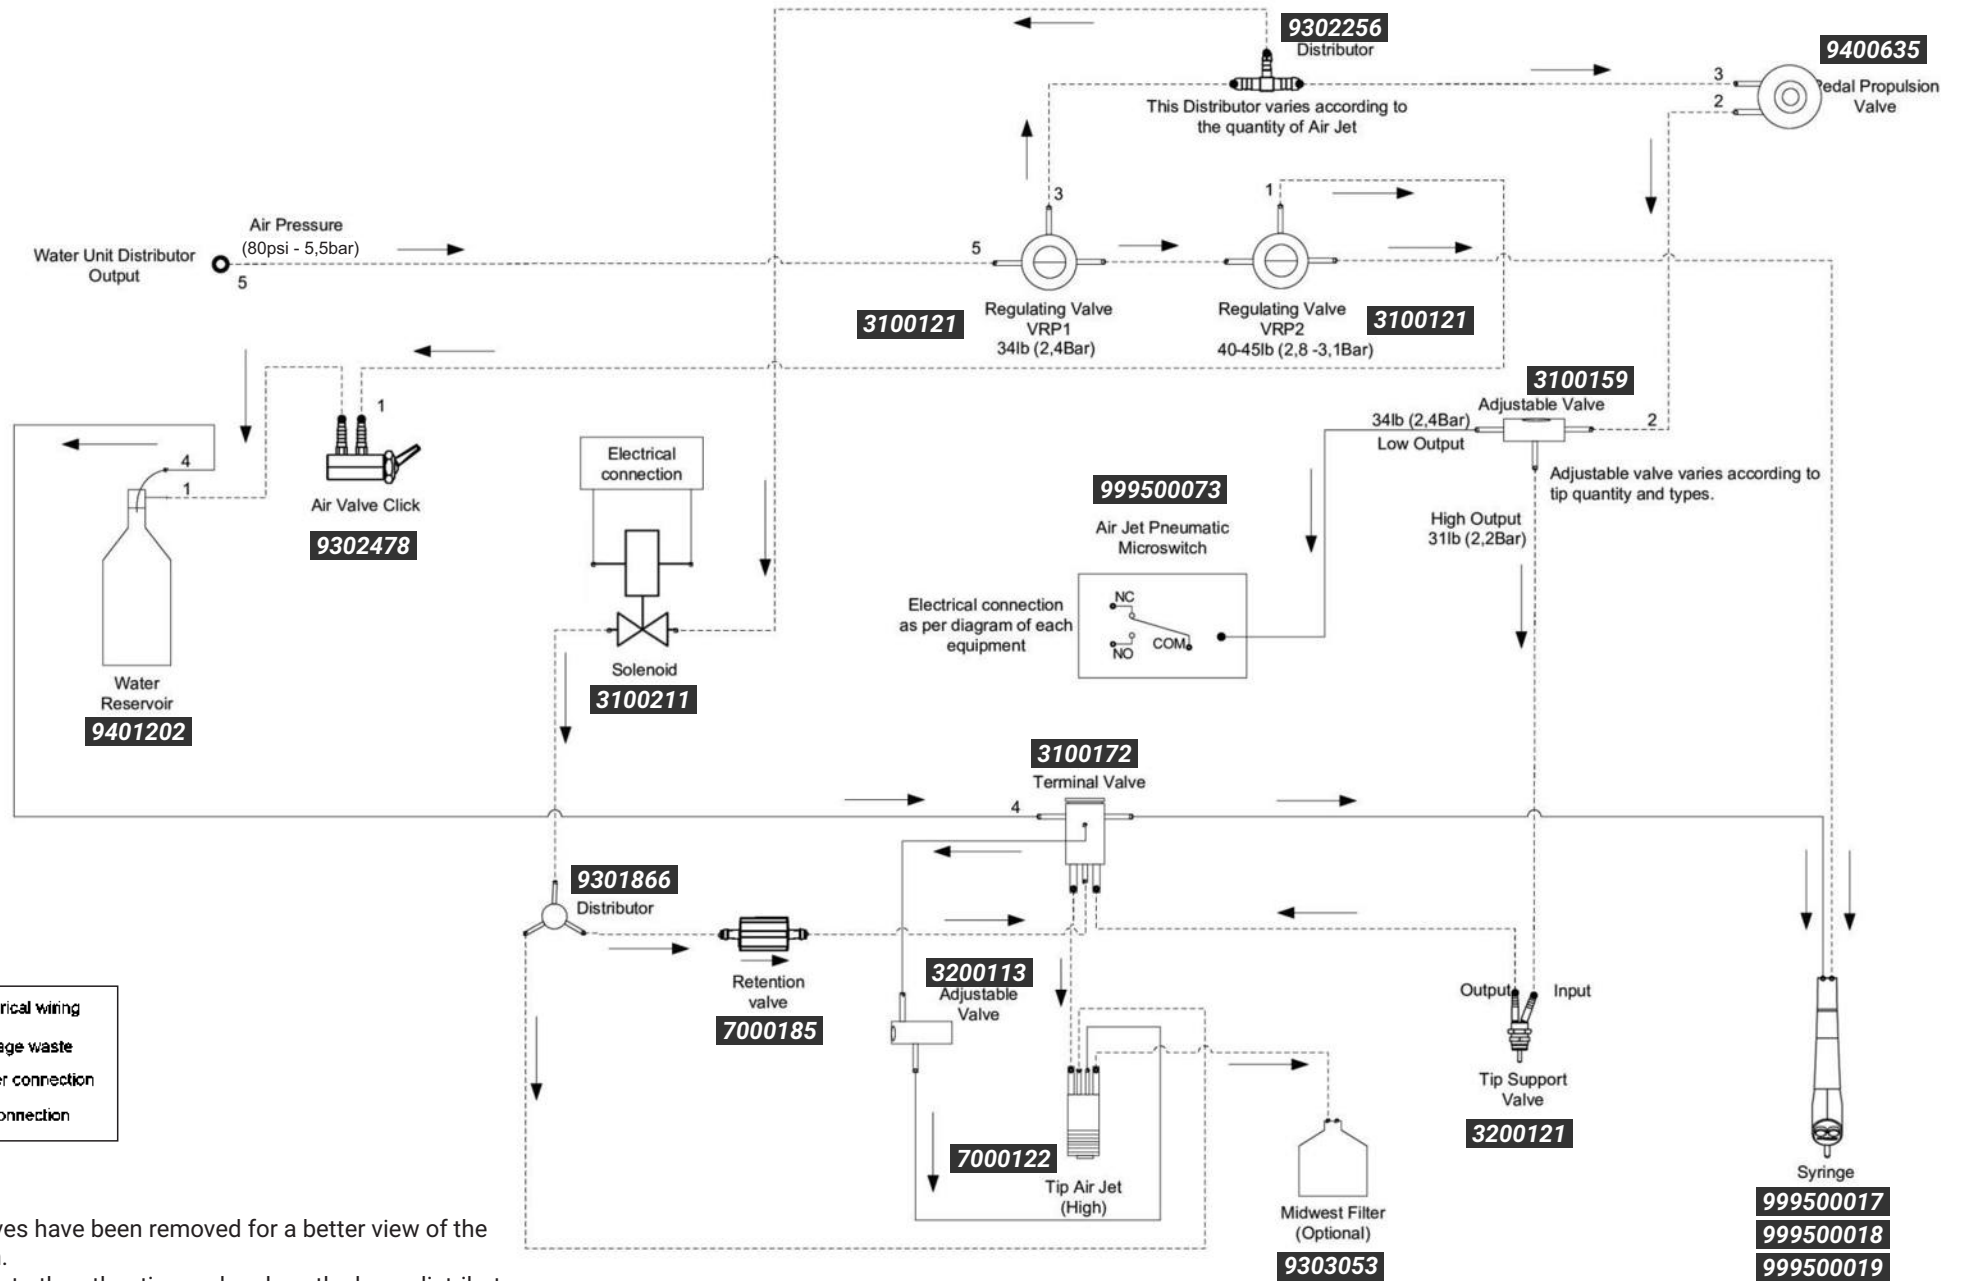 9302256
Distributor
9400635
3
Pedal Propulsion
Valve
2
This Distributor varies according to
the quantity of Air Jet
3
1
Air Pressure
(80psi - 5,5bar)
Water Unit Distributor
Output
5
5
3100121
Regulating Valve
VRP1
34lb (2,4Bar)
Regulating Valve
VRP2
40-45lb (2,8 -3,1Bar)
3100121
3100159
Adjustable Valve
34lb (2,4Bar)
Low Output
2
1
4
1
Air Valve Click
9302478
Electrical
connection
999500073
Air Jet Pneumatic
Microswitch
Adjustable valve varies according to
tip quantity and types.
High Output
31lb (2,2Bar)
Electrical connection
as per diagram of each
equipment
NC
NO
COM
Solenoid
3100211
Water
Reservoir
9401202
3100172
Terminal Valve
4
9301866
Distributor
Retention
valve
7000185
3200113
Adjustable
Valve
Output
Input
Tip Support
Valve
3200121
wiring
waste
connection
7000122
Tip Air Jet
(High)
Midwest Filter
(Optional)
9303053
Syringe
999500017
999500018
999500019
have been removed for a better view of the